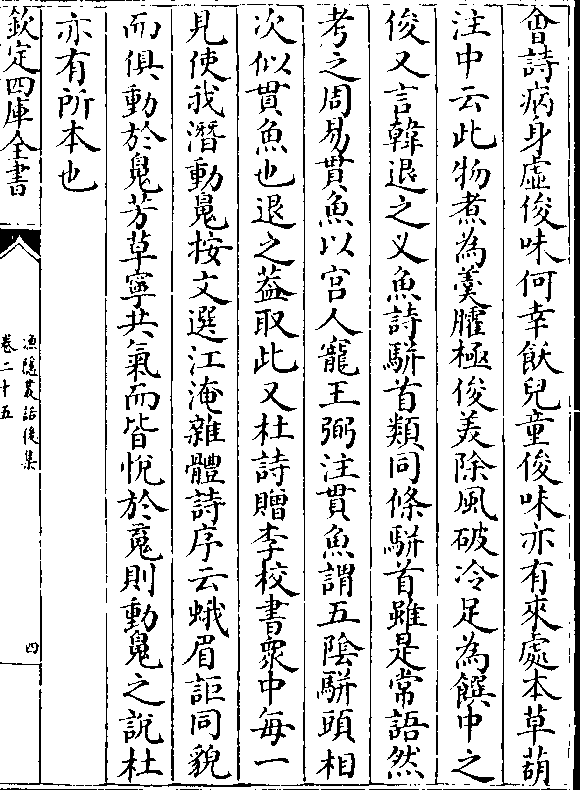 會詩病身虛俊味何幸飫兒童俊味亦有來處本草葫
注中云此物煮為羹臛極俊美除風破冷足為饌中之
俊又言韓退之义魚詩駢首類同條駢首雖是常語然
考之周易貫魚以宮人寵王弼注貫魚謂五陰駢頭相
次似貫魚也退之葢取此又杜詩贈李校書衆中每一
見使我潛動䰟按文選江淹雜體詩序云蛾眉詎同貌
而俱動於䰟芳草寧共氣而皆悅於䰟則動䰟之說杜
亦有所本也
欽定四庫全書
漁隱叢話後集
卷二十五
四